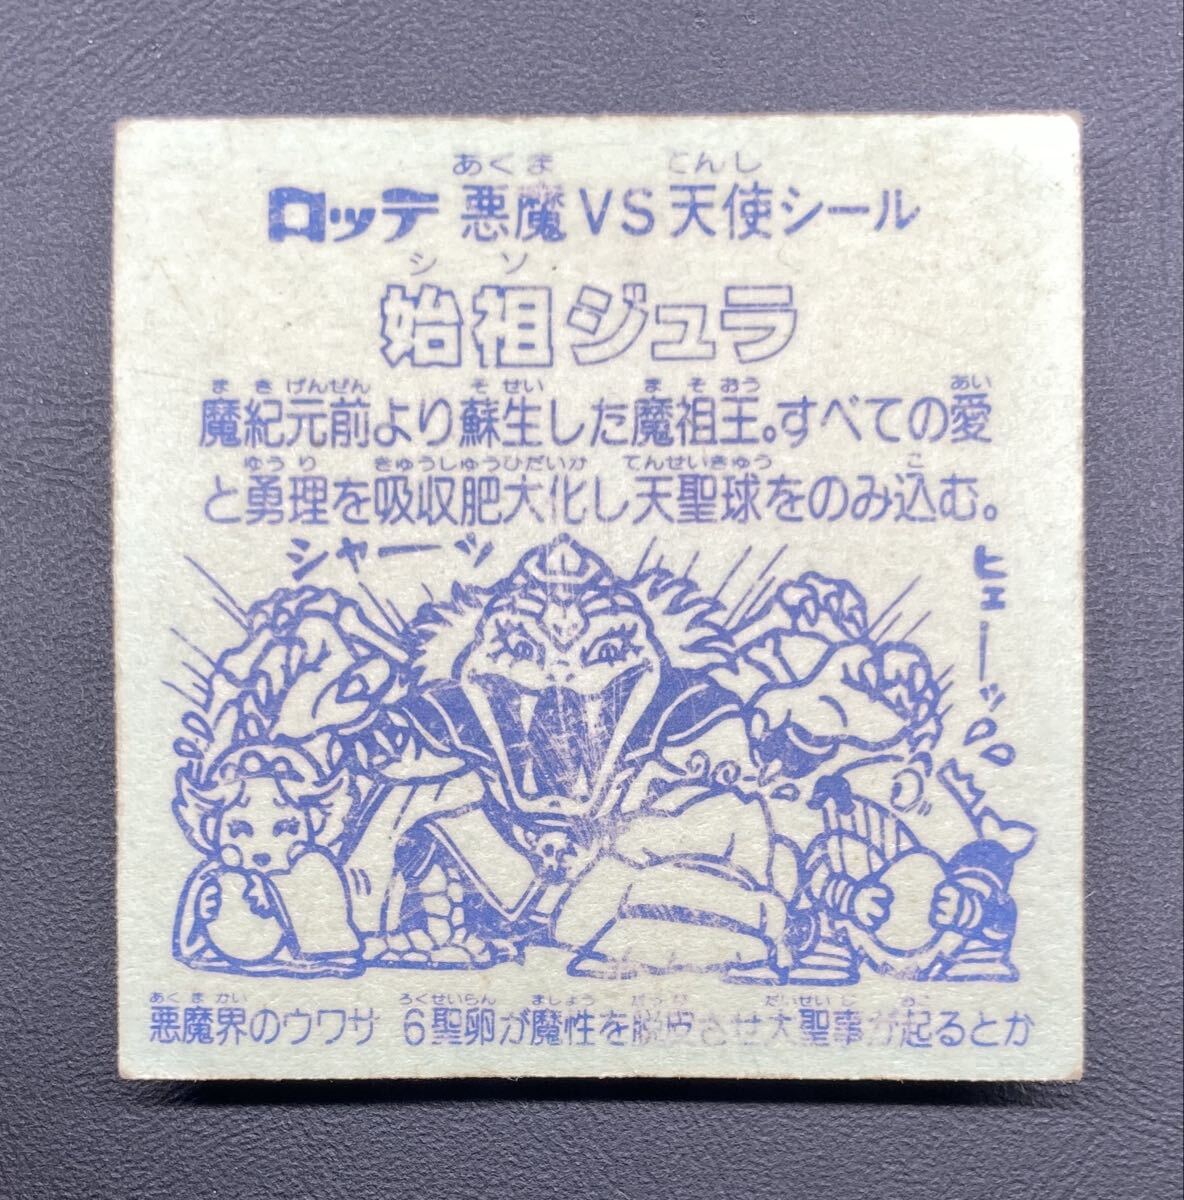 あくま てんし
ロッテ 悪魔VS天使シール
シソ
始祖ジュラ
まきげんぜん そせい まそおう あい
魔紀元前より蘇生した魔祖王。すべての愛
ゆうり きゅうしゅうひだいか てんせいきゅう こ
と勇理を吸収肥大化し天聖球をのみ込む。
シャーッ
ヒェーッ
あくまかい ろくせいらん ましょう だっぴ だいせいじ おこ
悪魔界のウワサ 6聖卵が魔性を脱皮させ大聖事が起るとか